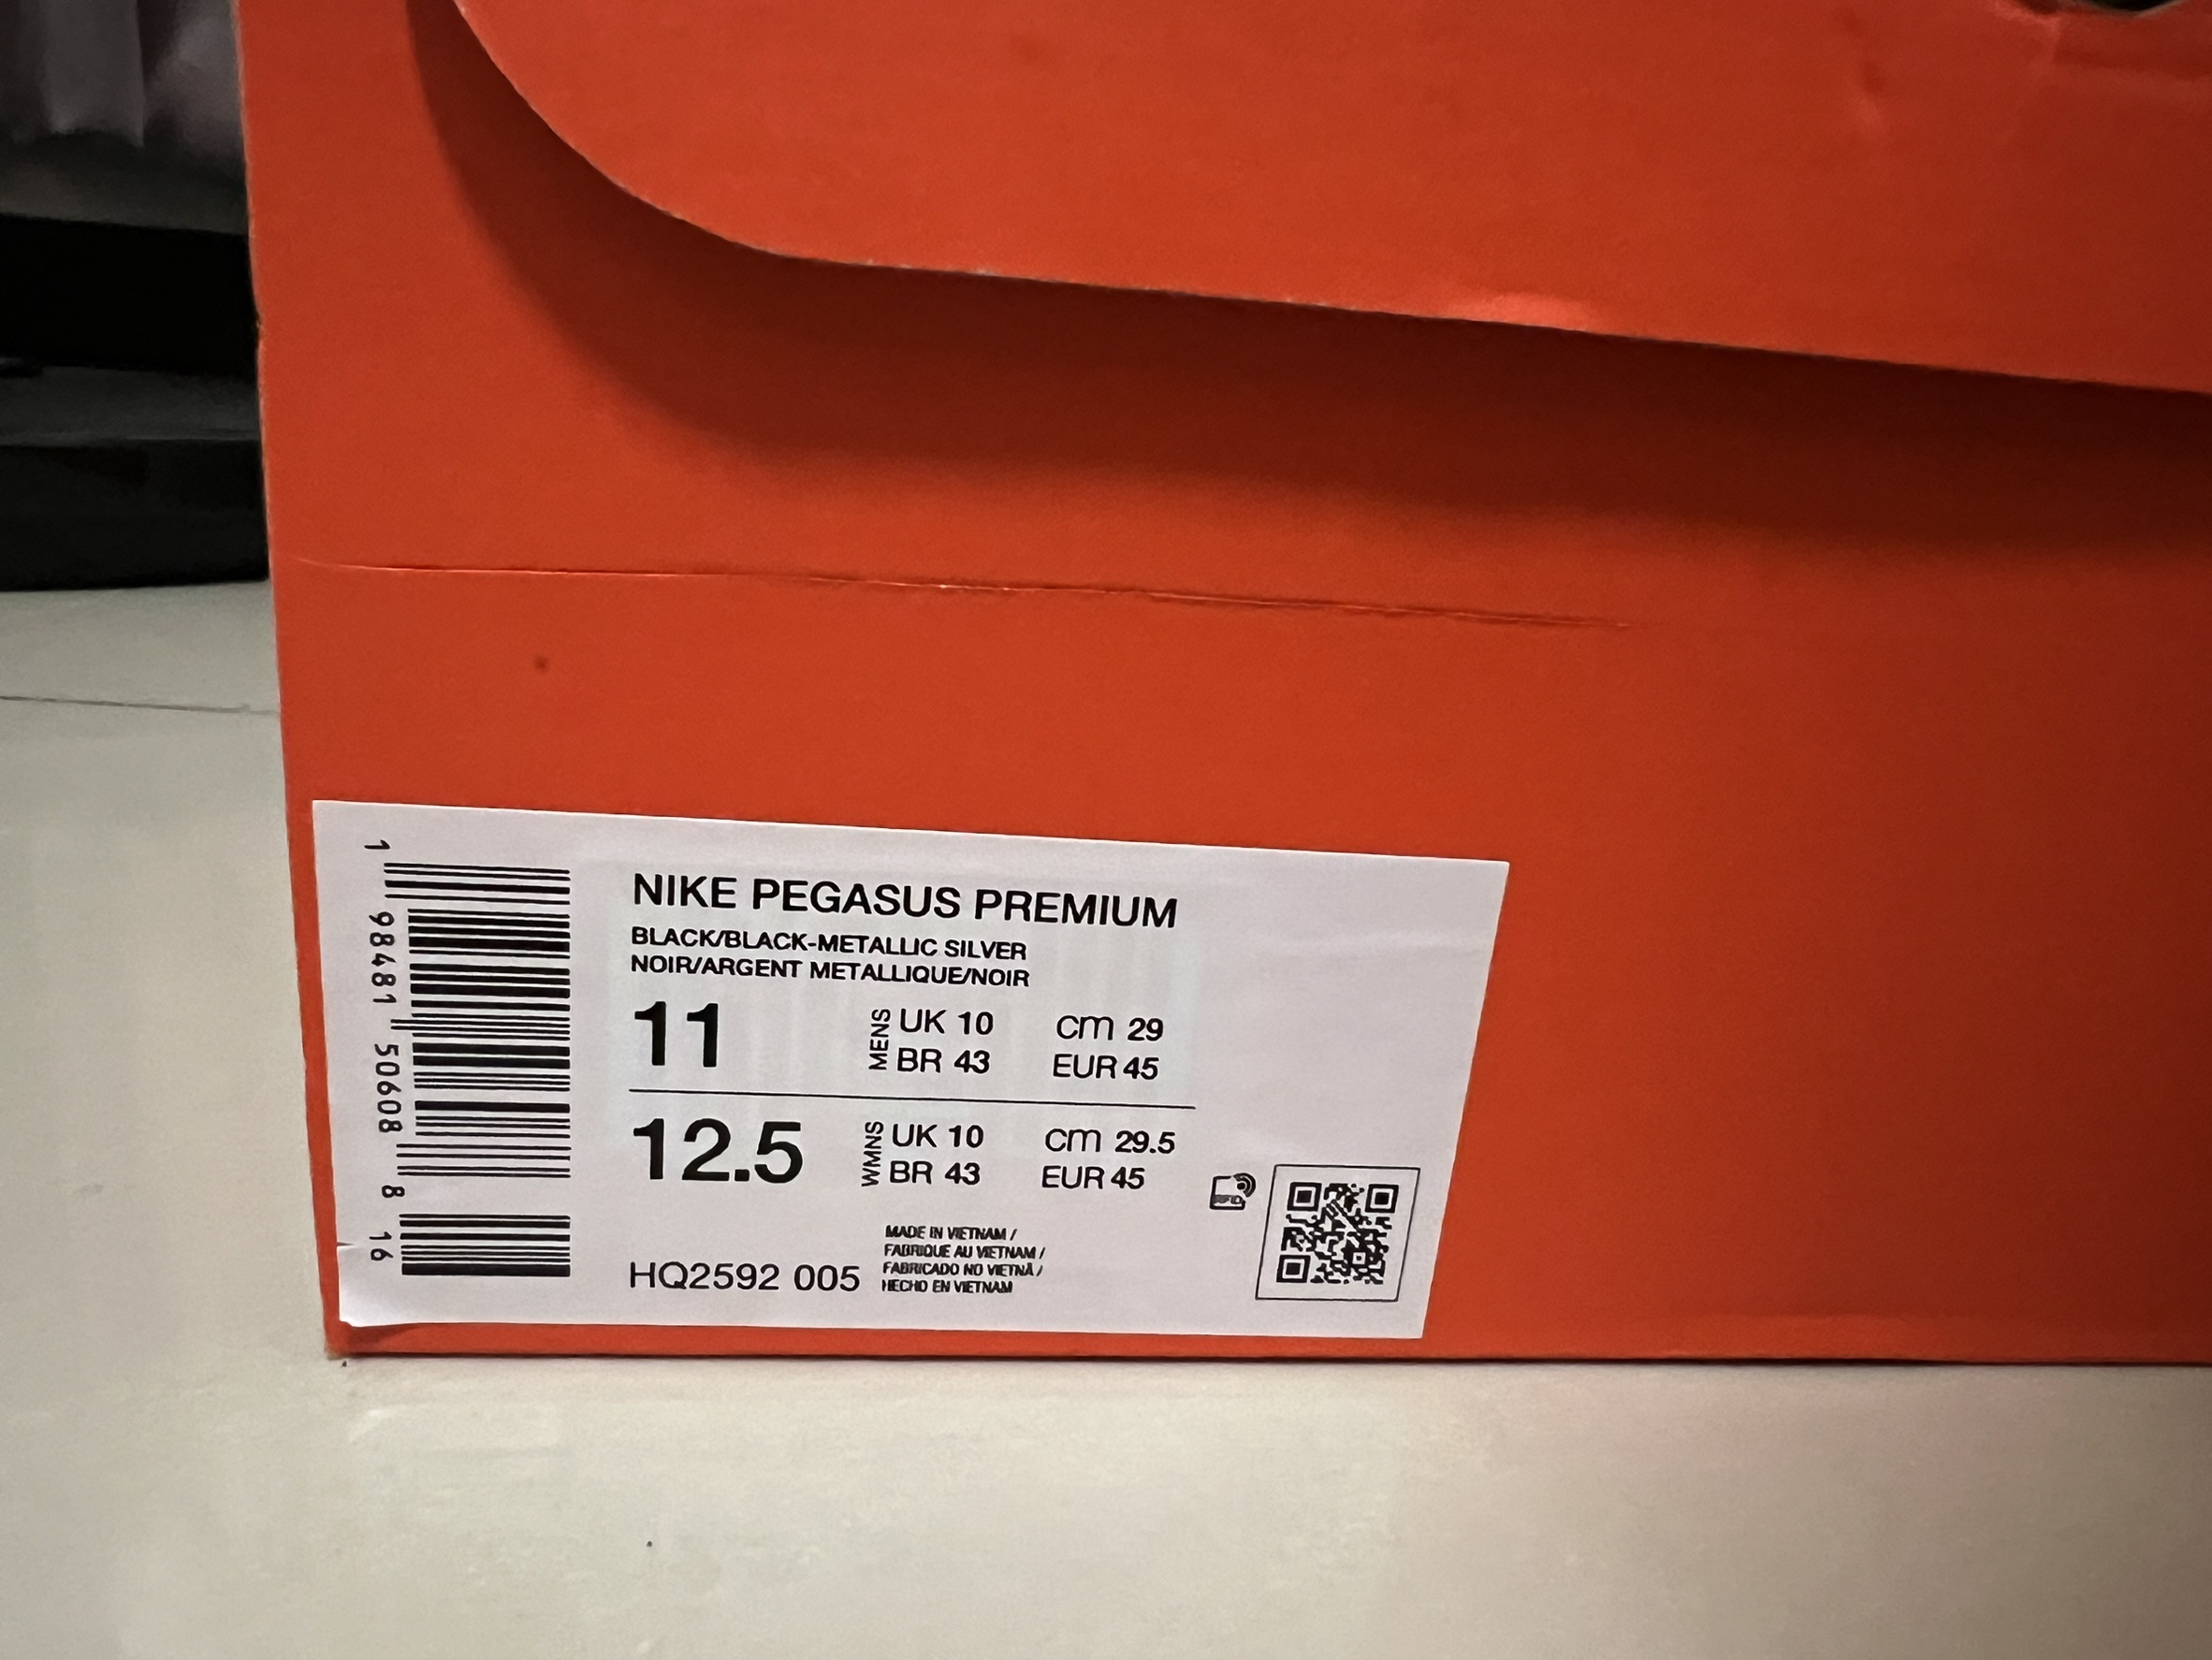 1 98481 50608 8 16
NIKE PEGASUS PREMIUM
BLACK/BLACK-METALLIC SILVER
NOIR/ARGENT METALLIQUE/NOIR
11 MENS UK 10 cm 29
BR 43 EUR 45
12.5 WMNS UK 10 cm 29.5
BR 43 EUR 45
HQ2592 005
MADE IN VIETNAM /
FABRIQUE AU VIETNAM /
FABRICADO NO VIETNÃ /
HECHO EN VIETNAM
RFID